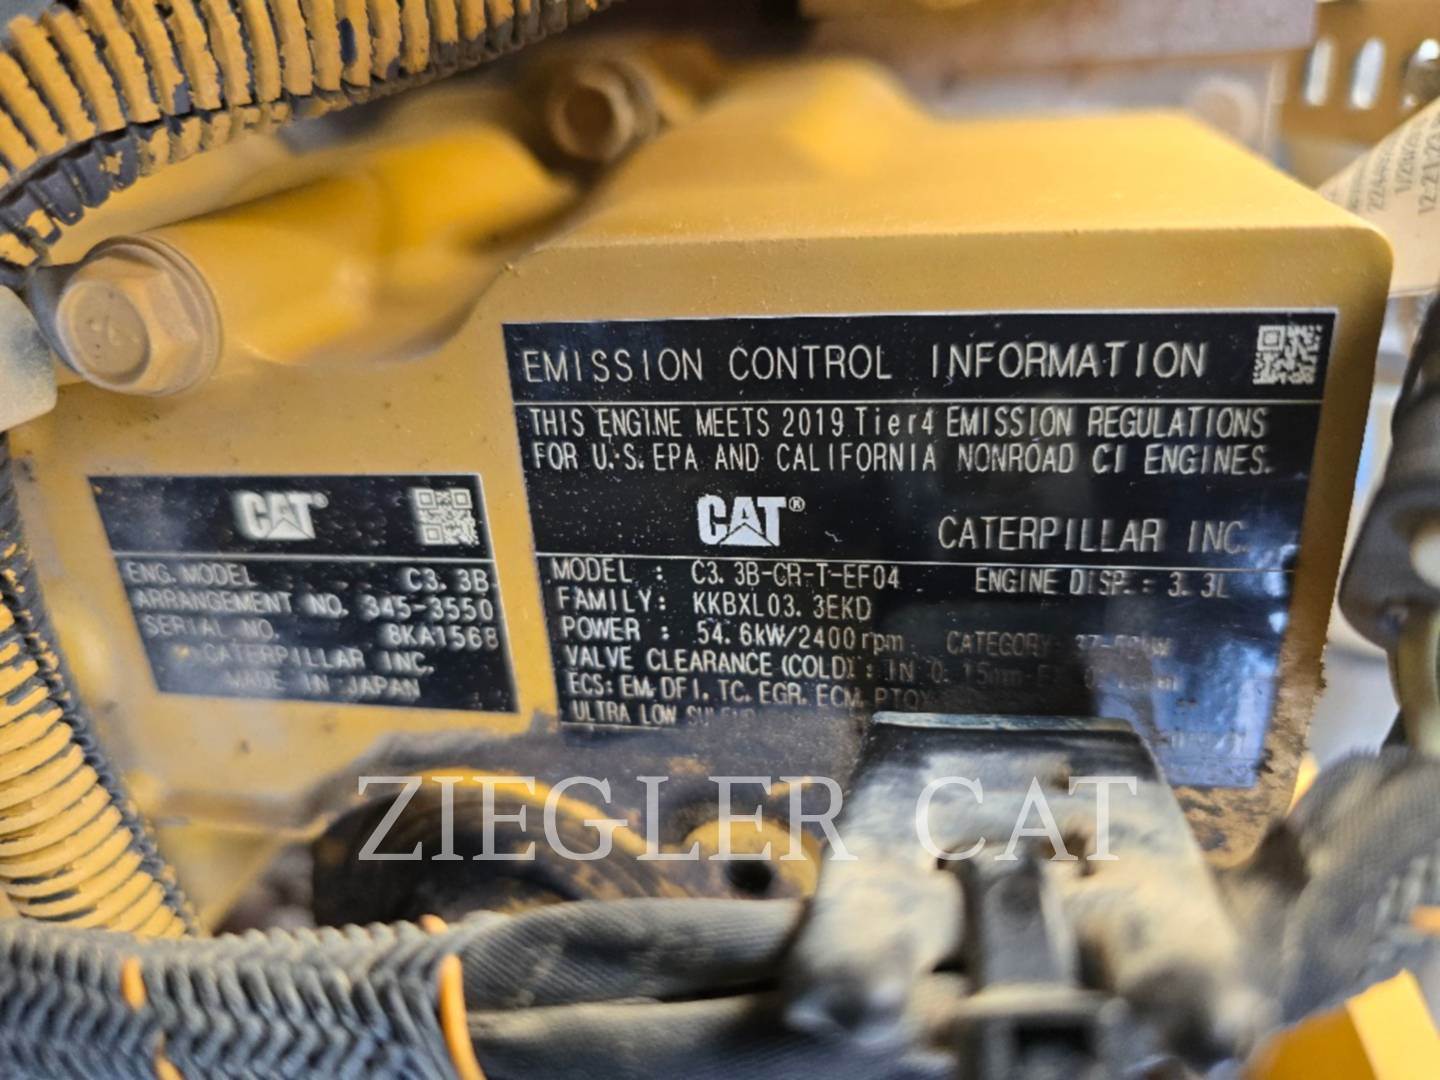 EMISSION CONTROL INFORMATION
THIS ENGINE MEETS 2019 Tier4 EMISSION REGULATIONS
FOR U.S. EPA AND CALIFORNIA NONROAD CI ENGINES.
CAT®
CATERPILLAR INC.
MODEL : C3.3B-CR-T-EF04 ENGINE DISP.: 3.3L
FAMILY: KKBXL03.3EKD
POWER : 54.6kW/2400rpm CATEGORY:
VALVE CLEARANCE (COLD): IN 0.15mm
ECS: EM, DFI, TC, EGR, ECM,
ULTRA LOW
CAT®
ENG. MODEL C3.3B
ARRANGEMENT NO. 345-3550
SERIAL NO. 8KA1568
CATERPILLAR INC.
MADE IN JAPAN
ZIEGLER CAT